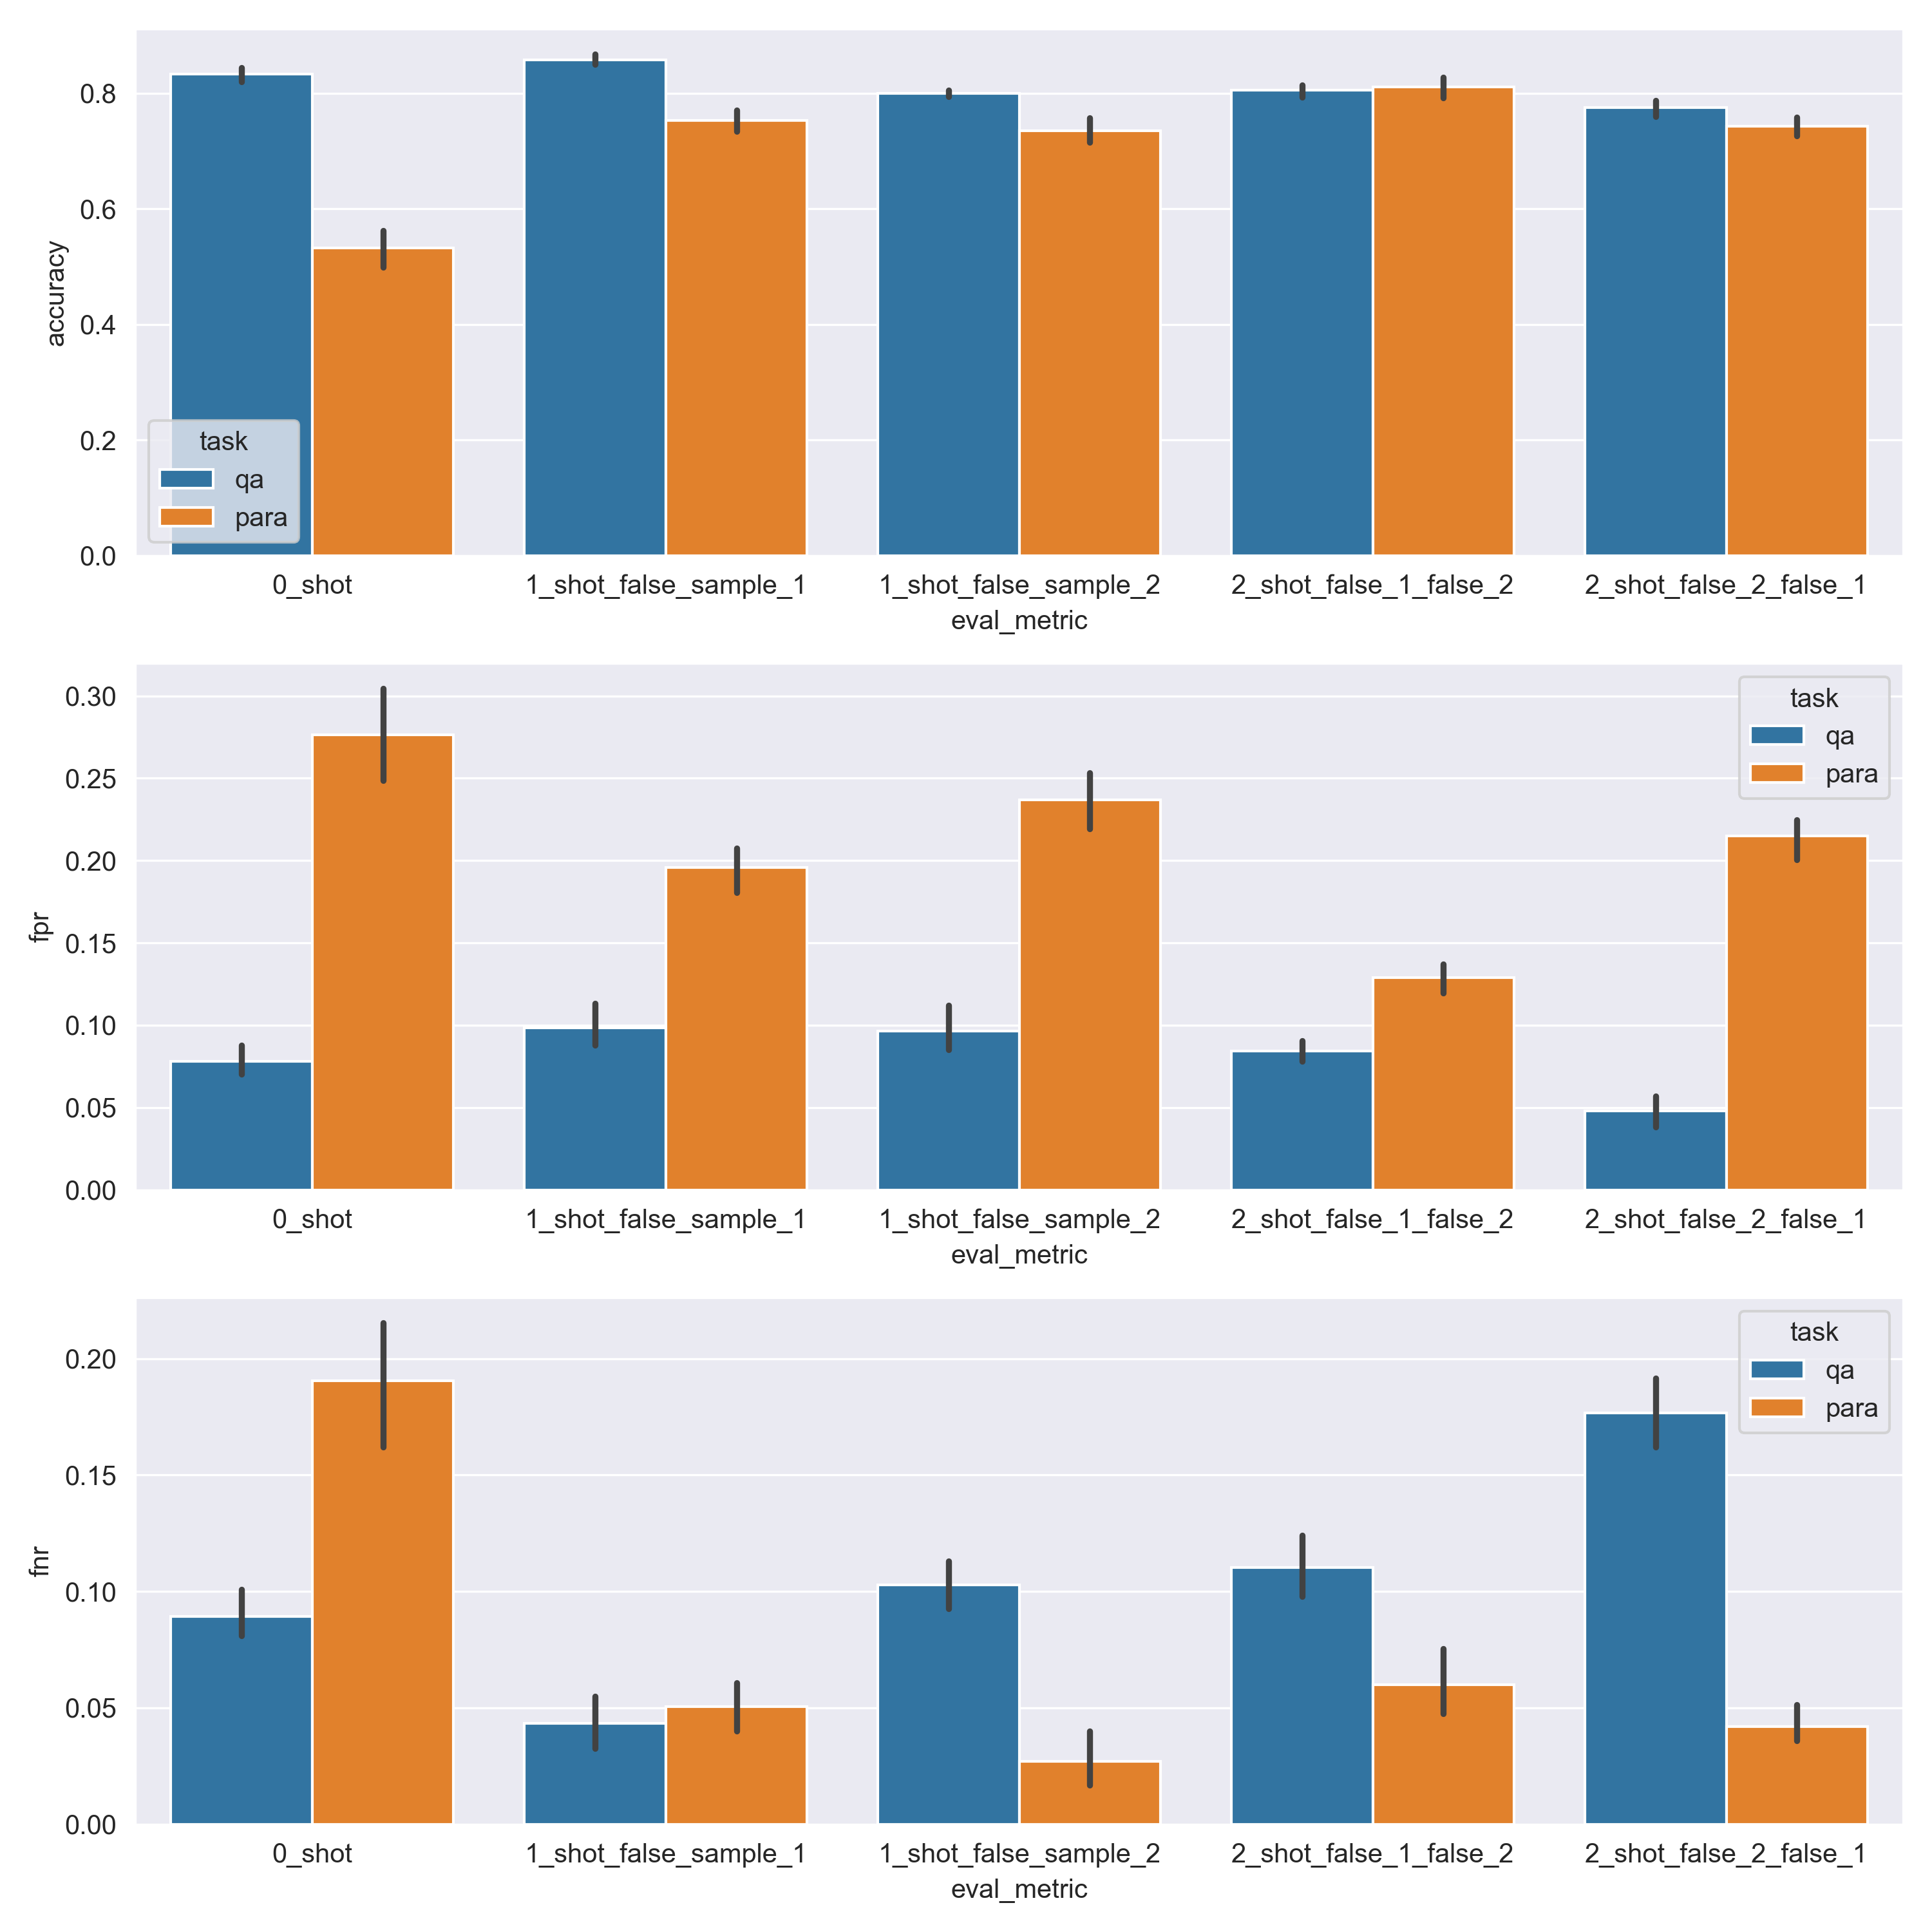 accuracy
0.8
0.6
0.4
0.2
0.0
task
qa
para
0_shot
1_shot_false_sample_1
1_shot_false_sample_2
2_shot_false_1_false_2
2_shot_false_2_false_1
eval_metric
fpr
0.30
0.25
0.20
0.15
0.10
0.05
0.00
task
qa
para
0_shot
1_shot_false_sample_1
1_shot_false_sample_2
2_shot_false_1_false_2
2_shot_false_2_false_1
eval_metric
fnr
0.20
0.15
0.10
0.05
0.00
task
qa
para
0_shot
1_shot_false_sample_1
1_shot_false_sample_2
2_shot_false_1_false_2
2_shot_false_2_false_1
eval_metric